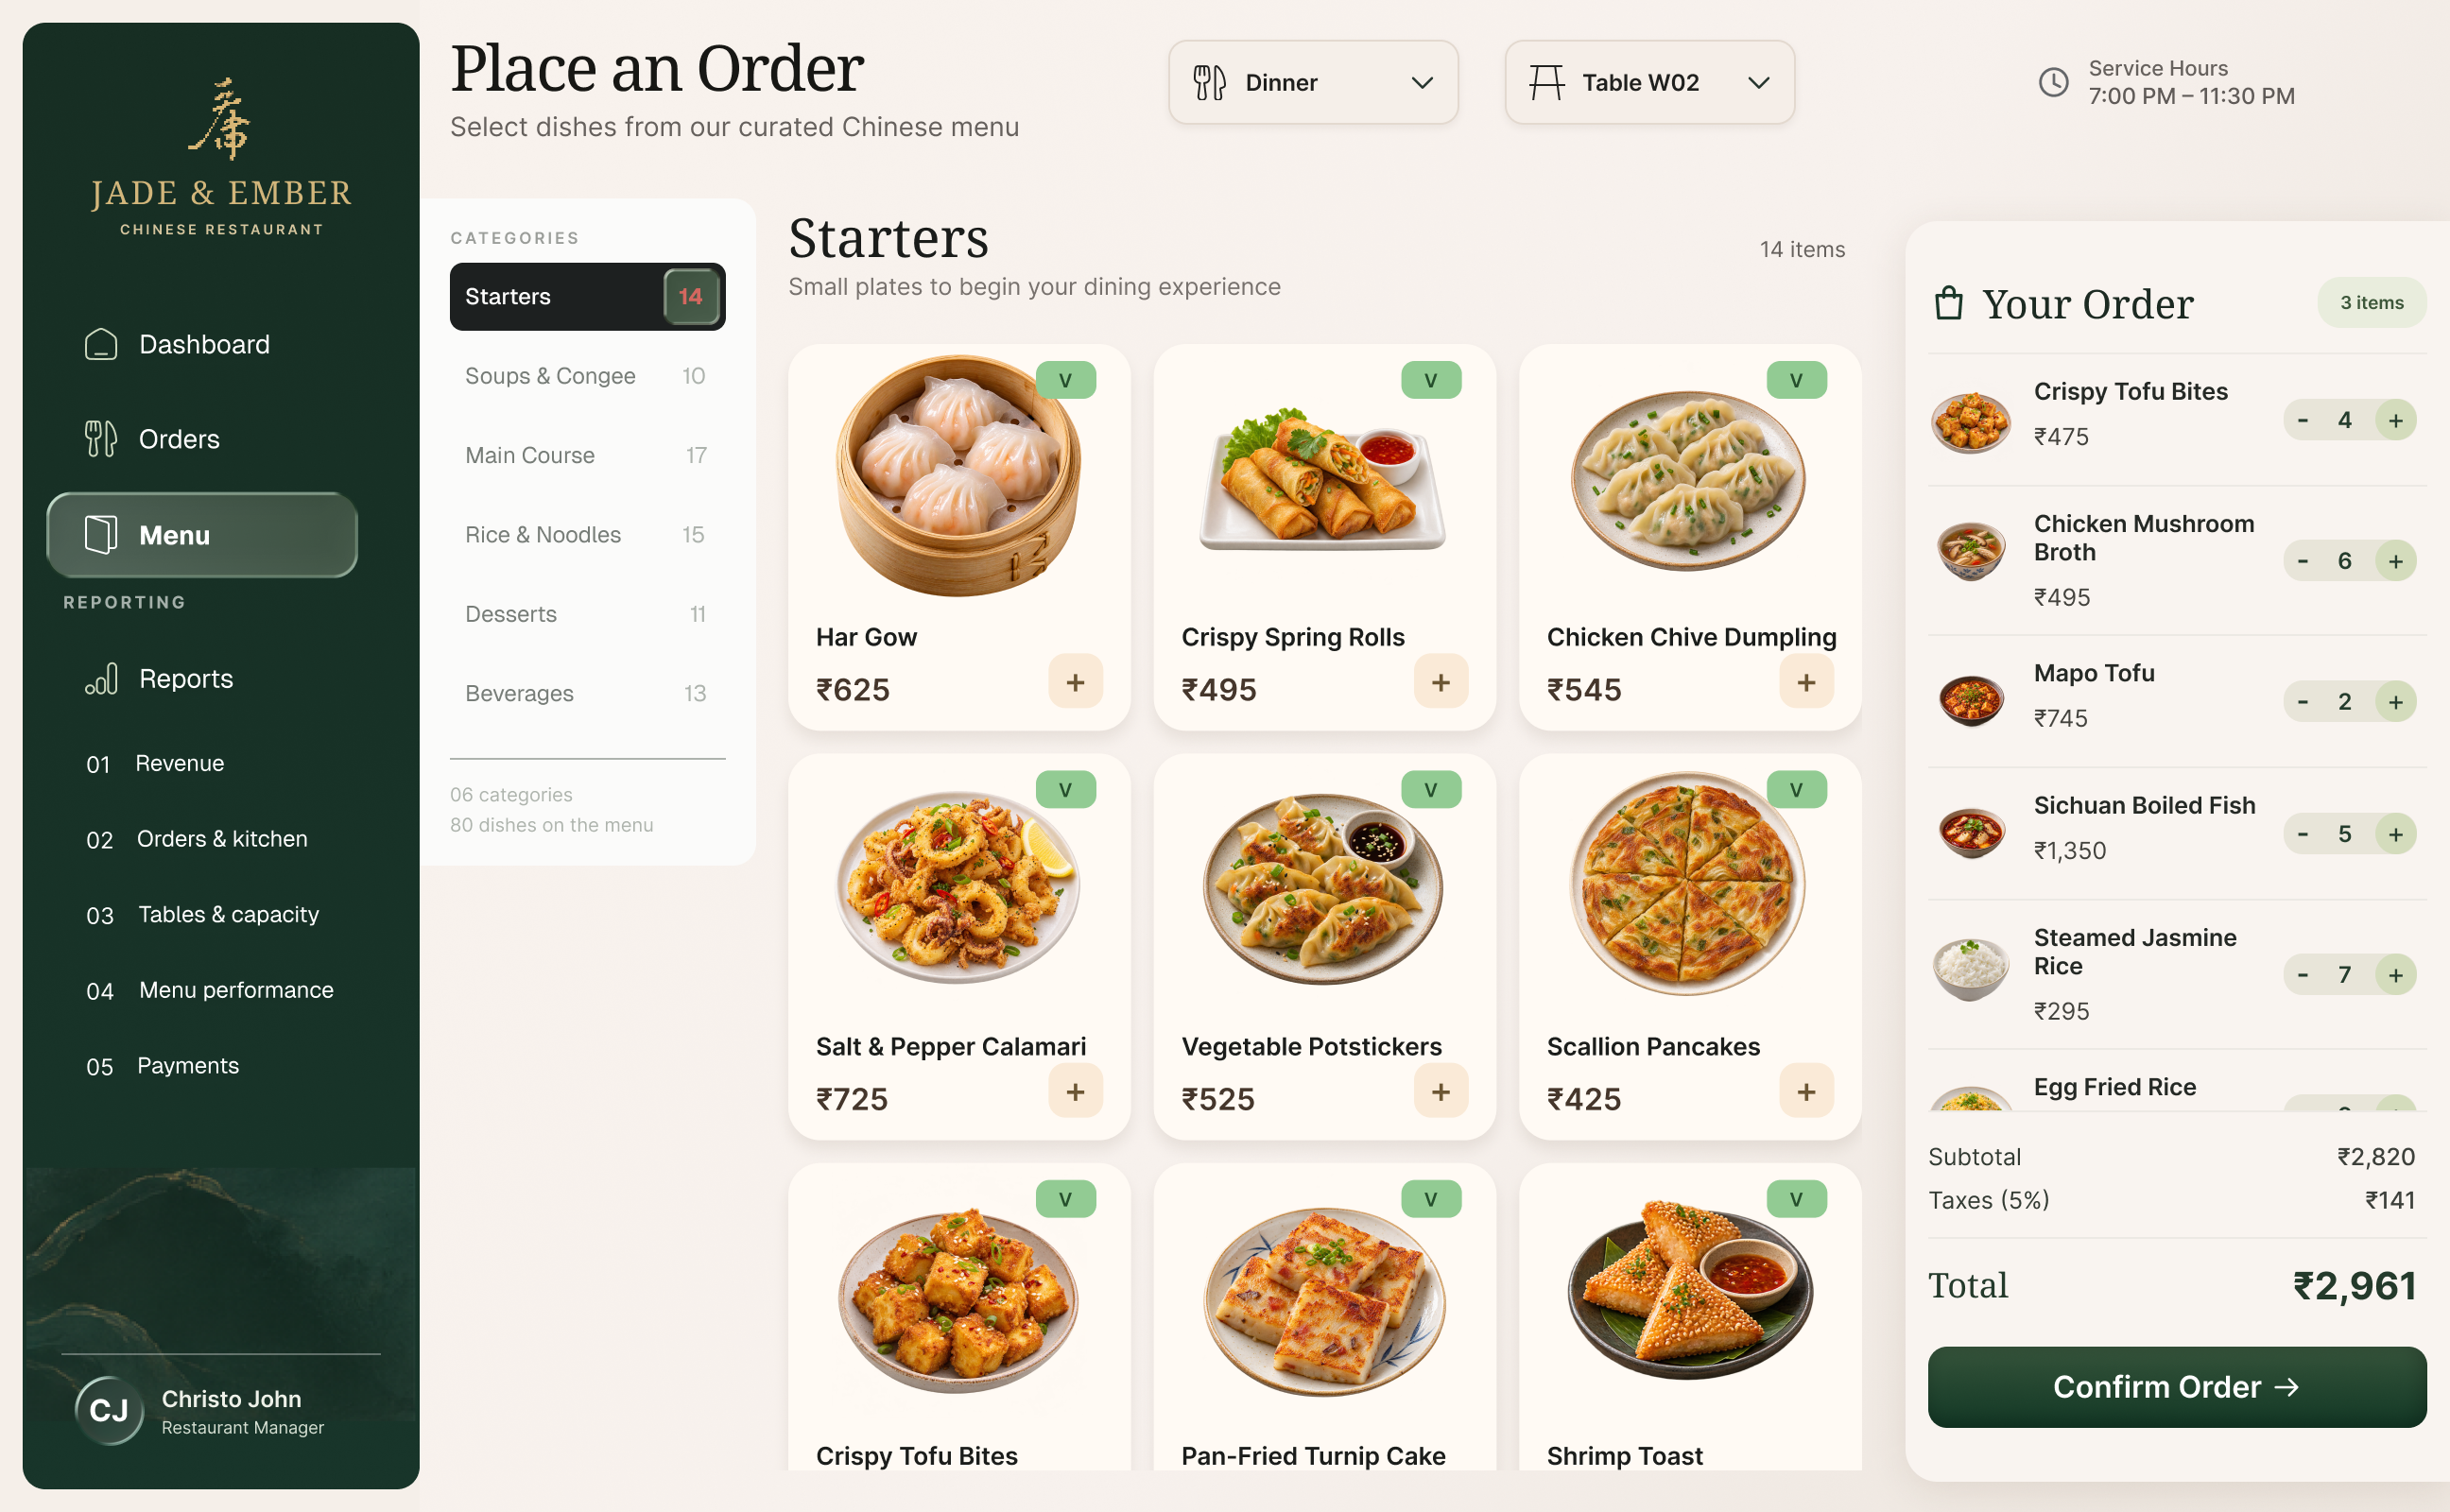 JADE & EMBER
CHINESE RESTAURANT
Dashboard
Orders
Menu
REPORTING
Reports
01 Revenue
02 Orders & kitchen
03 Tables & capacity
04 Menu performance
05 Payments
CJ
Christo John
Restaurant Manager
Place an Order
Select dishes from our curated Chinese menu
Dinner
Table W02
Service Hours
7:00 PM – 11:30 PM
CATEGORIES
Starters 14
Soups & Congee 10
Main Course 17
Rice & Noodles 15
Desserts 11
Beverages 13
06 categories
80 dishes on the menu
Starters
14 items
Small plates to begin your dining experience
V
Har Gow
₹625
+
V
Crispy Spring Rolls
₹495
+
V
Chicken Chive Dumpling
₹545
+
V
Salt & Pepper Calamari
₹725
+
V
Vegetable Potstickers
₹525
+
V
Scallion Pancakes
₹425
+
V
Crispy Tofu Bites
V
Pan-Fried Turnip Cake
V
Shrimp Toast
Your Order
3 items
Crispy Tofu Bites
₹475
- 4 +
Chicken Mushroom
Broth
₹495
- 6 +
Mapo Tofu
₹745
- 2 +
Sichuan Boiled Fish
₹1,350
- 5 +
Steamed Jasmine
Rice
₹295
- 7 +
Egg Fried Rice
Subtotal ₹2,820
Taxes (5%) ₹141
Total ₹2,961
Confirm Order →